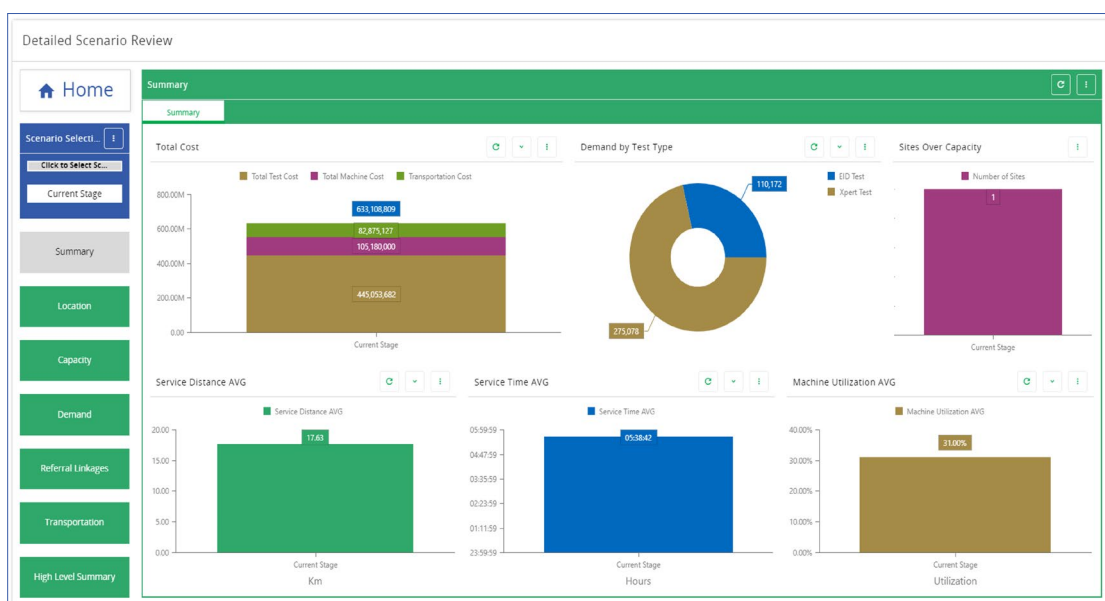 Detailed Scenario Review
Home
Scenario Selecti...
Click to Select Sc...
Current Stage
Summary
Location
Capacity
Demand
Referral Linkages
Transportation
High Level Summary
Summary
Summary
Total Cost
Total Test Cost Total Machine Cost Transportation Cost
800.00M
600.00M
400.00M
200.00M
0.00
633,108,809
82,875,127
105,180,000
445,053,682
Current Stage
Demand by Test Type
EID Test
Xpert Test
110,172
275,078
Sites Over Capacity
Number of Sites
1
Current Stage
Service Distance AVG
Service Distance AVG
20.00
15.00
10.00
5.00
0.00
17.63
Current Stage
Km
Service Time AVG
Service Time AVG
05:59:59
04:47:59
03:35:59
02:23:59
01:11:59
23:59:59
05:38:42
Current Stage
Hours
Machine Utilization AVG
Machine Utilization AVG
40.00%
30.00%
20.00%
10.00%
0.00%
31.00%
Current Stage
Utilization